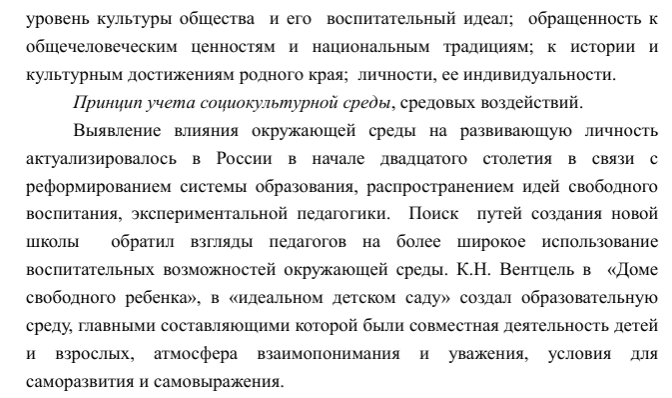 уровень культуры общества и его воспитательный идеал; обращенность к
общечеловеческим ценностям и национальным традициям; к истории и
культурным достижениям родного края; личности, ее индивидуальности.
Принцип учета социокультурной среды, средовых воздействий.
Выявление влияния окружающей среды на развивающую личность
актуализировалось в России в начале двадцатого столетия в связи с
реформированием системы образования, распространением идей свободного
воспитания, экспериментальной педагогики. Поиск путей создания новой
школы обратил взгляды педагогов на более широкое использование
воспитательных возможностей окружающей среды. К.Н. Вентцель в «Доме
свободного ребенка», в «идеальном детском саду» создал образовательную
среду, главными составляющими которой были совместная деятельность детей
и взрослых, атмосфера взаимопонимания и уважения, условия для
саморазвития и самовыражения.